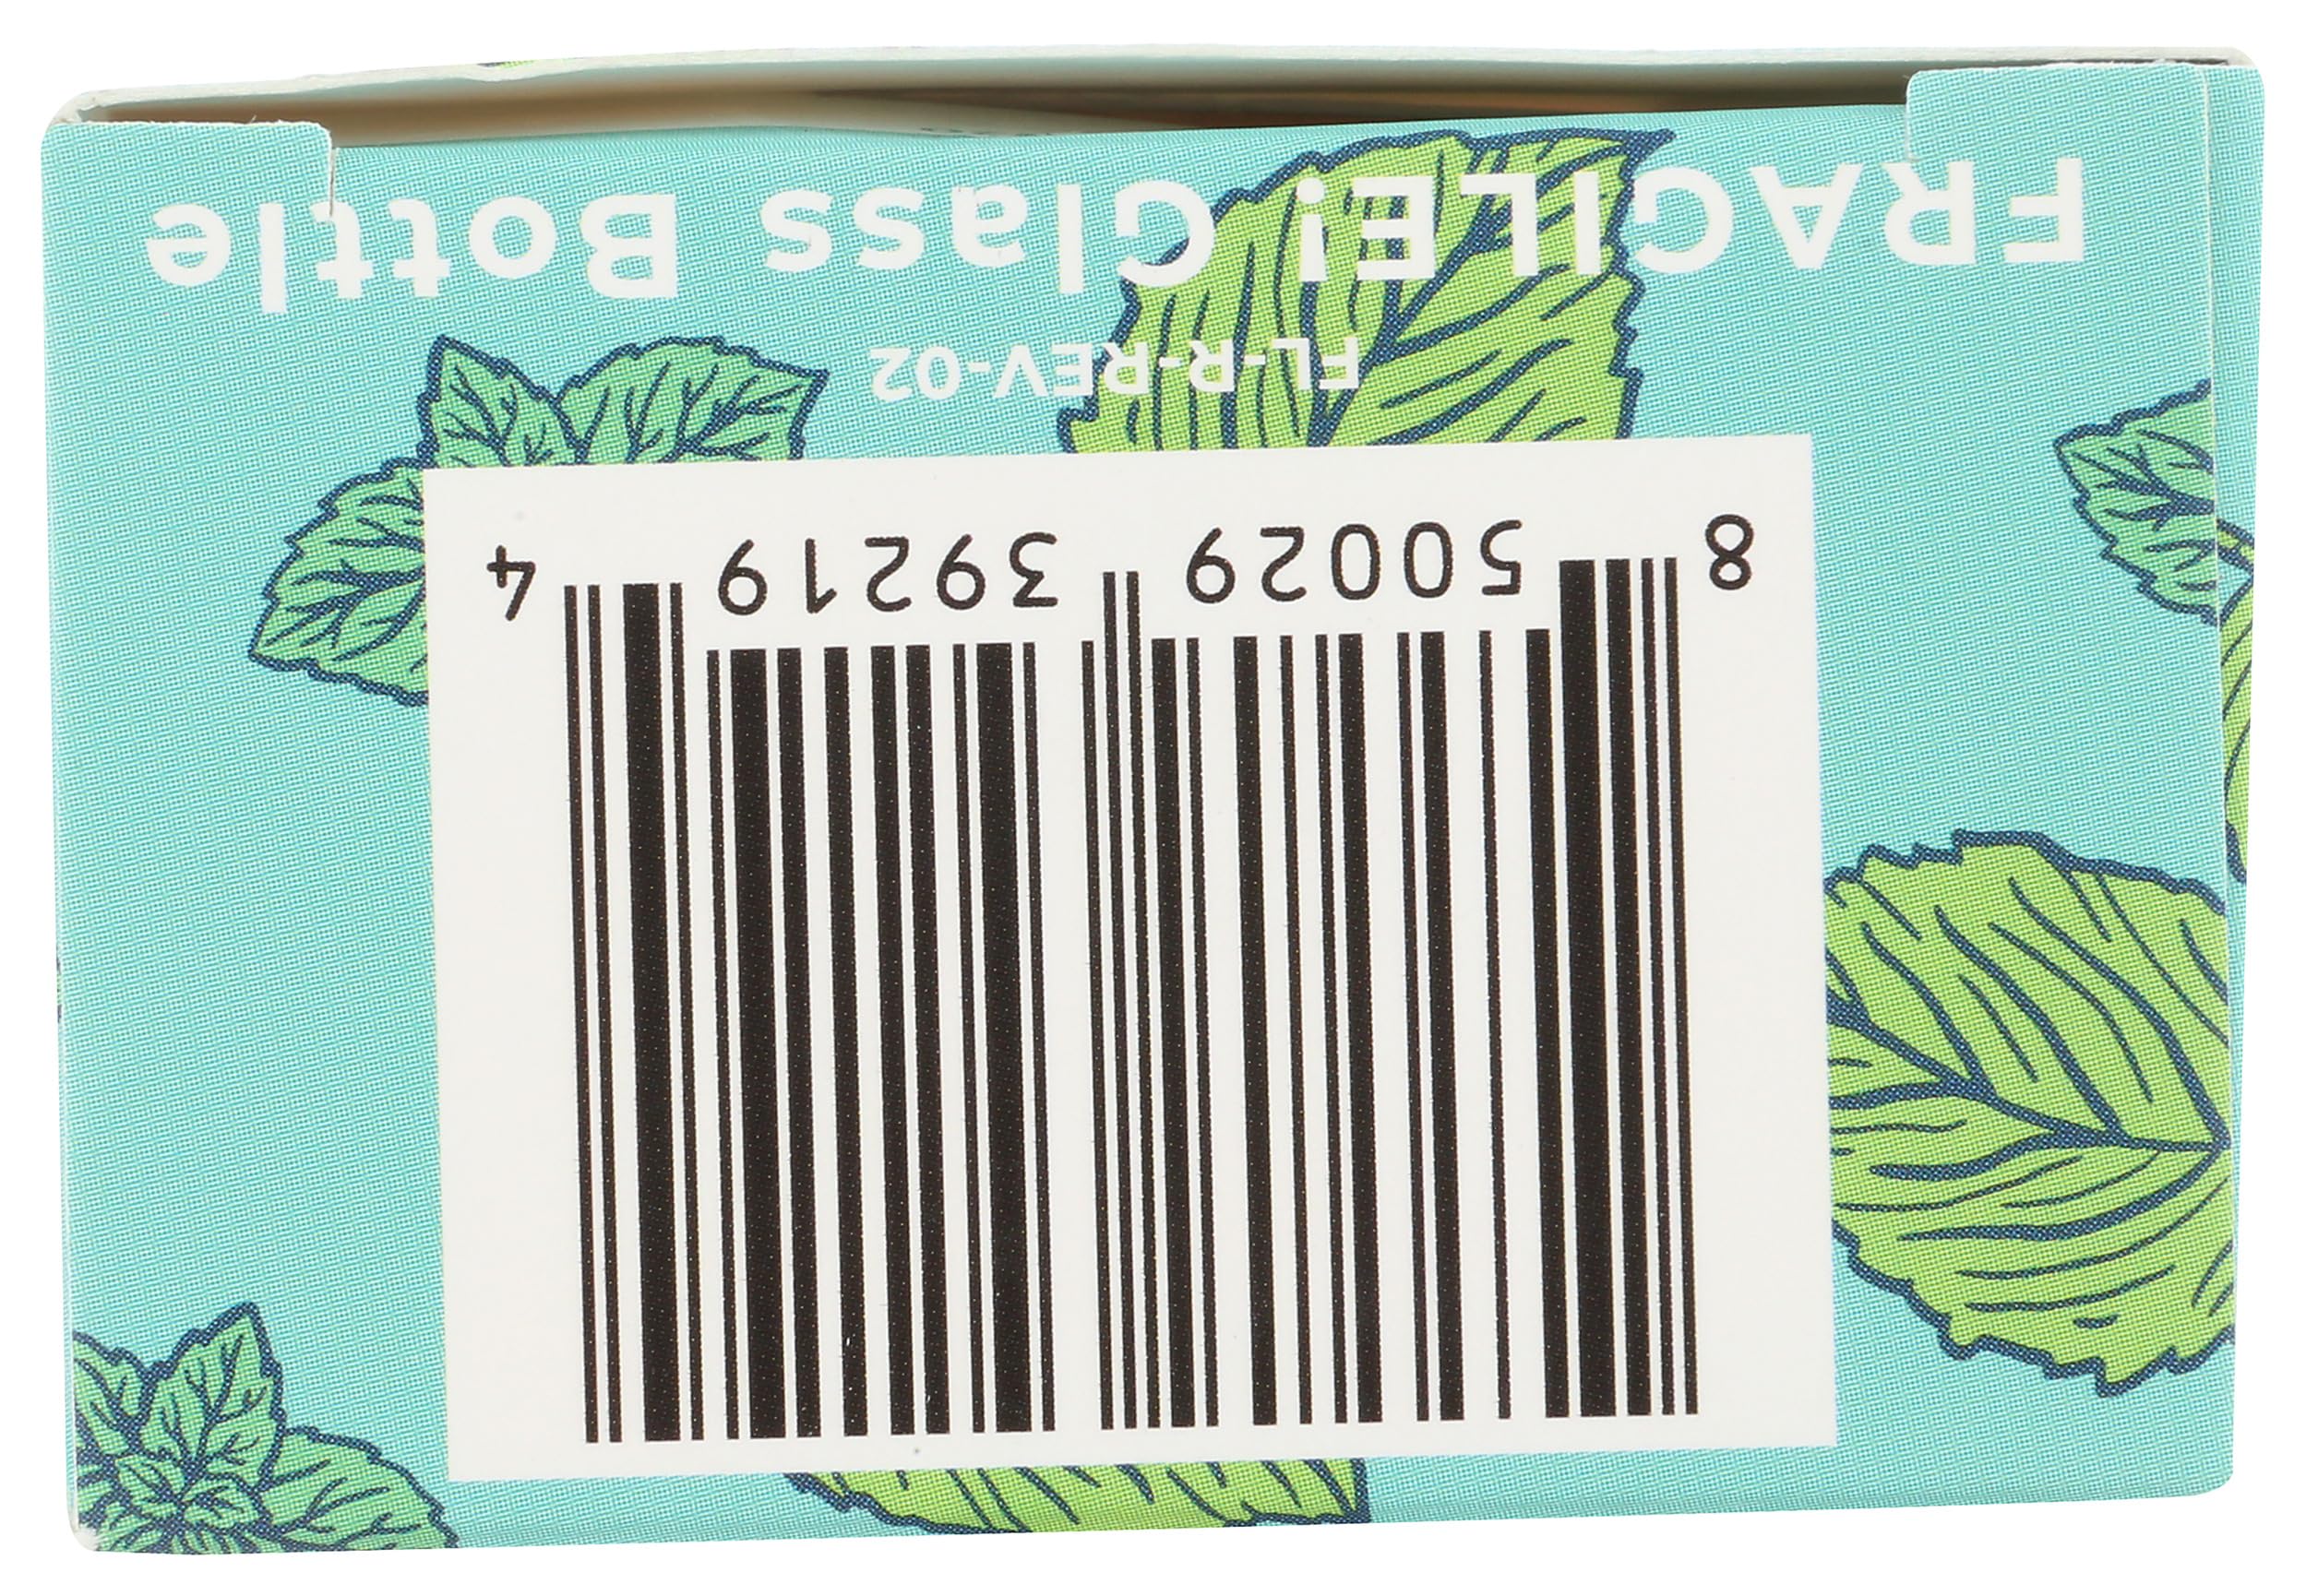 8 50029 39219 4
FL-R-REV-02
FRAGILE! Glass Bottle